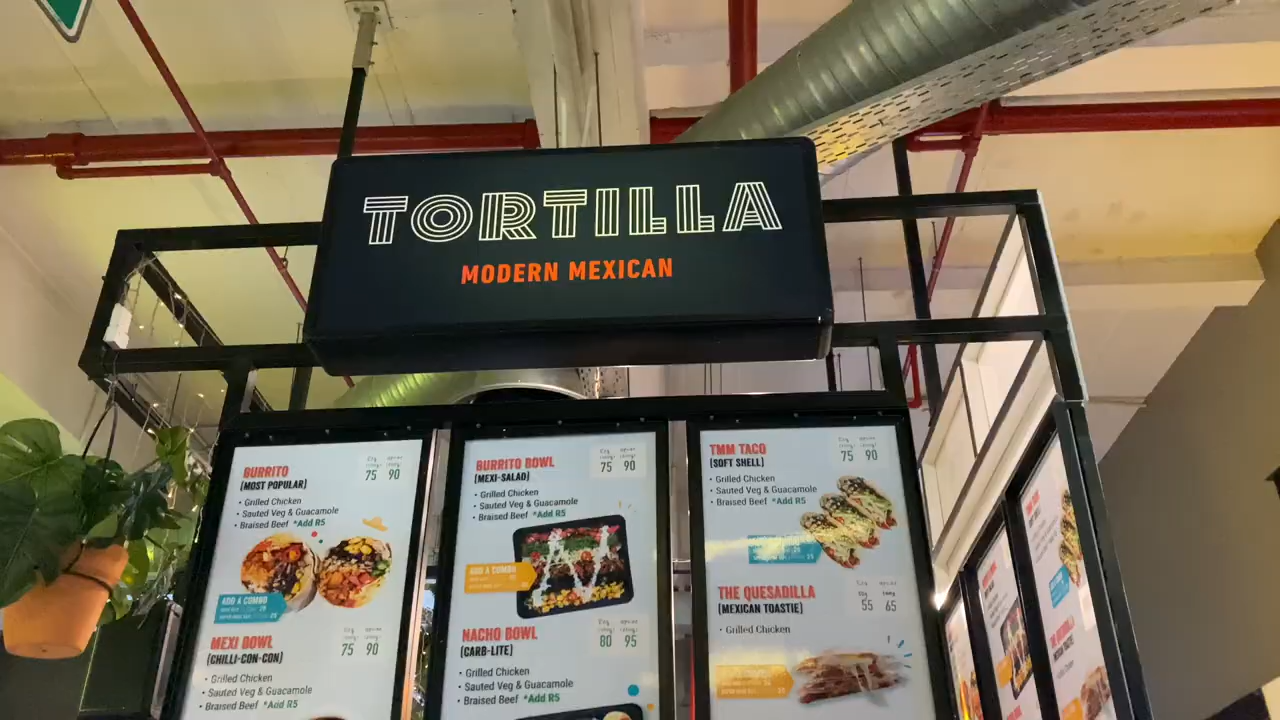 TORTILLA
MODERN MEXICAN
BURRITO
(MOST POPULAR)
75 90
• Grilled Chicken
• Sauted Veg & Guacamole
• Braised Beef *Add R5
ADD A COMBO
MEXI BOWL
(CHILLI-CON-CON)
75 90
• Grilled Chicken
• Sauted Veg & Guacamole
• Braised Beef *Add R5
BURRITO BOWL
(MEXI-SALAD)
75 90
• Grilled Chicken
• Sauted Veg & Guacamole
• Braised Beef *Add R5
ADD A COMBO
NACHO BOWL
(CARB-LITE)
80 95
• Grilled Chicken
• Sauted Veg & Guacamole
• Braised Beef *Add R5
TMM TACO
(SOFT SHELL)
75 90
• Grilled Chicken
• Sauted Veg & Guacamole
• Braised Beef *Add R5
THE QUESADILLA
(MEXICAN TOASTIE)
55 65
• Grilled Chicken